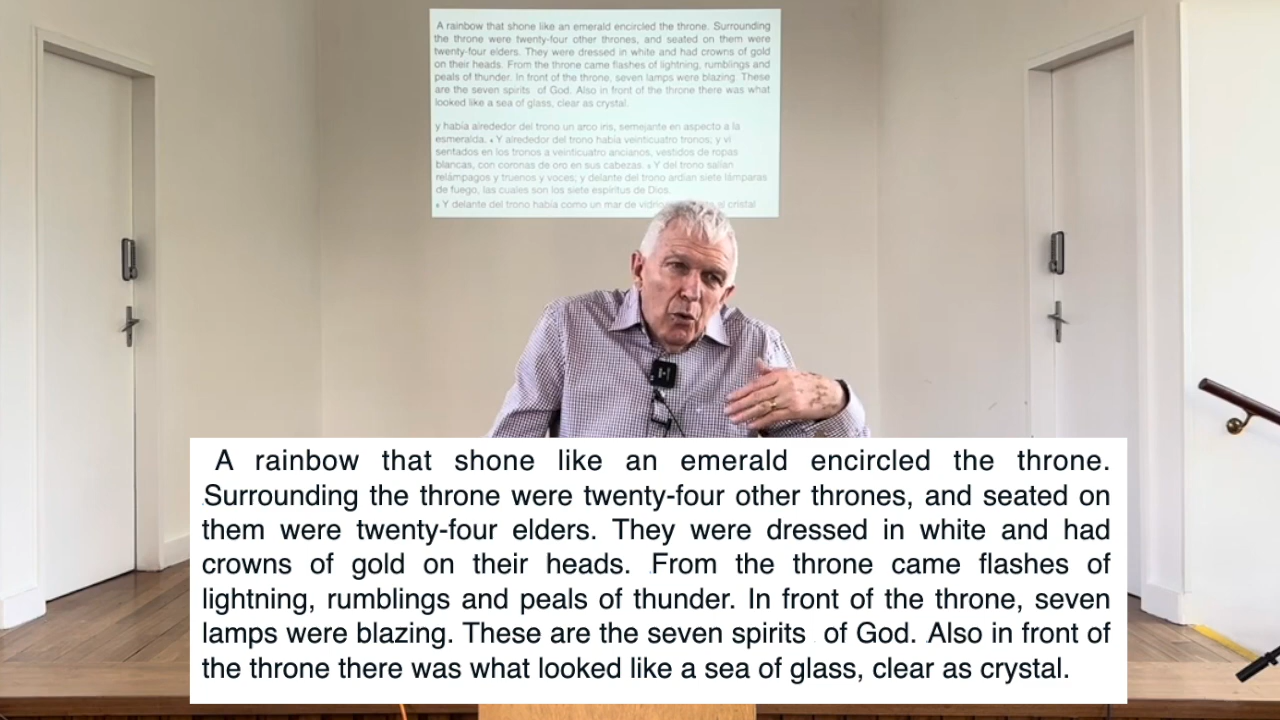 A rainbow that shone like an emerald encircled the throne. Surrounding
the throne were twenty-four other thrones, and seated on them were
twenty-four elders. They were dressed in white and had crowns of gold
on their heads. From the throne came flashes of lightning, rumblings and
peals of thunder. In front of the throne, seven lamps were blazing. These
are the seven spirits of God. Also in front of the throne there was what
looked like a sea of glass, clear as crystal.
y había alrededor del trono un arco iris, semejante en aspecto a la
esmeralda. Y alrededor del trono había veinticuatro tronos; y vi
sentados en los tronos a veinticuatro ancianos, vestidos de ropas
blancas, con coronas de oro en sus cabezas. Y del trono salían
relámpagos y truenos y voces; y delante del trono ardían siete lámparas
de fuego, las cuales son los siete espíritus de Dios.
Y delante del trono había como un mar de vidrio al cristal
A rainbow that shone like an emerald encircled the throne.
Surrounding the throne were twenty-four other thrones, and seated on
them were twenty-four elders. They were dressed in white and had
crowns of gold on their heads. From the throne came flashes of
lightning, rumblings and peals of thunder. In front of the throne, seven
lamps were blazing. These are the seven spirits of God. Also in front of
the throne there was what looked like a sea of glass, clear as crystal.